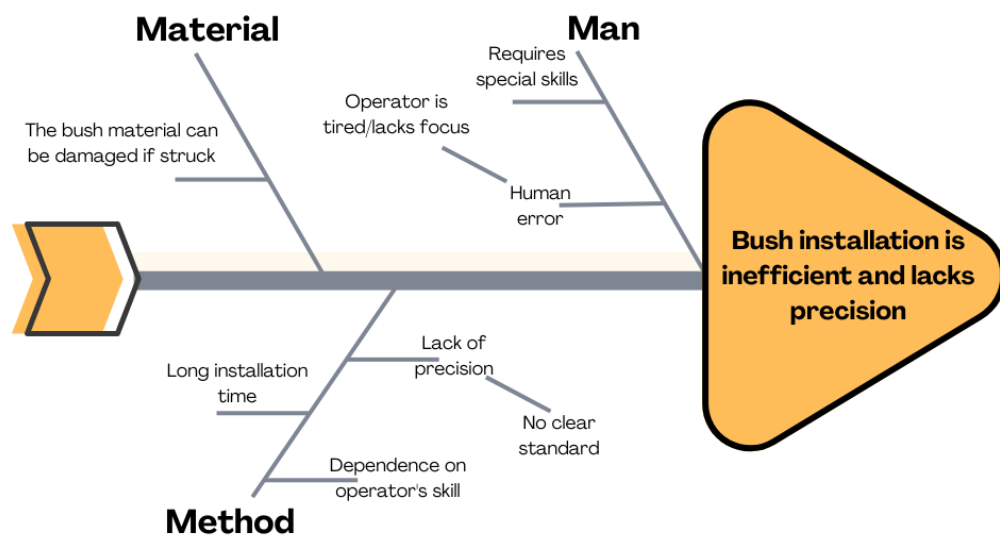 Material
Man
Requires
special skills
Operator is
tired/lacks focus
The bush material can
be damaged if struck
Human
error
Bush installation is
inefficient and lacks
precision
Lack of
precision
Long installation
time
No clear
standard
Dependence on
operator's skill
Method